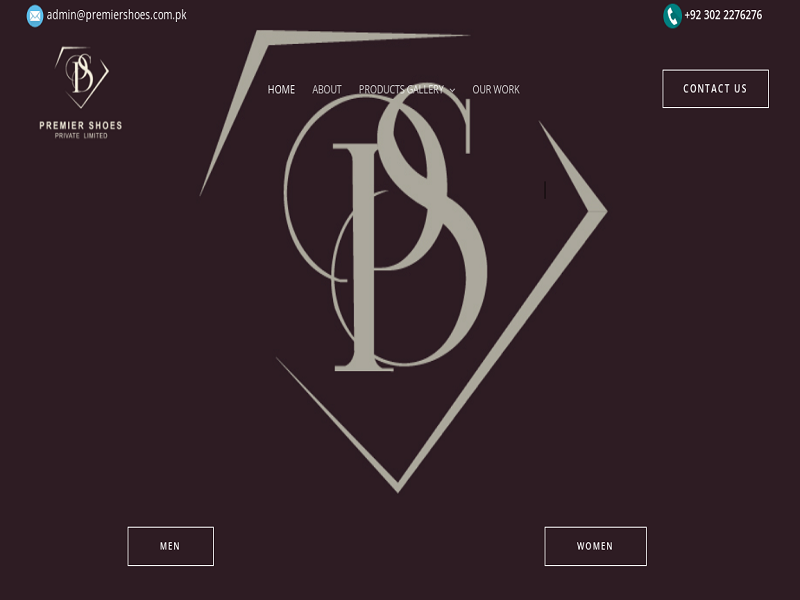 admin@premiershoes.com.pk
+92 302 2276276
PS
PREMIER SHOES
PRIVATE LIMITED
HOME
ABOUT
PRODUCTS GALLERY
OUR WORK
CONTACT US
PS
MEN
WOMEN